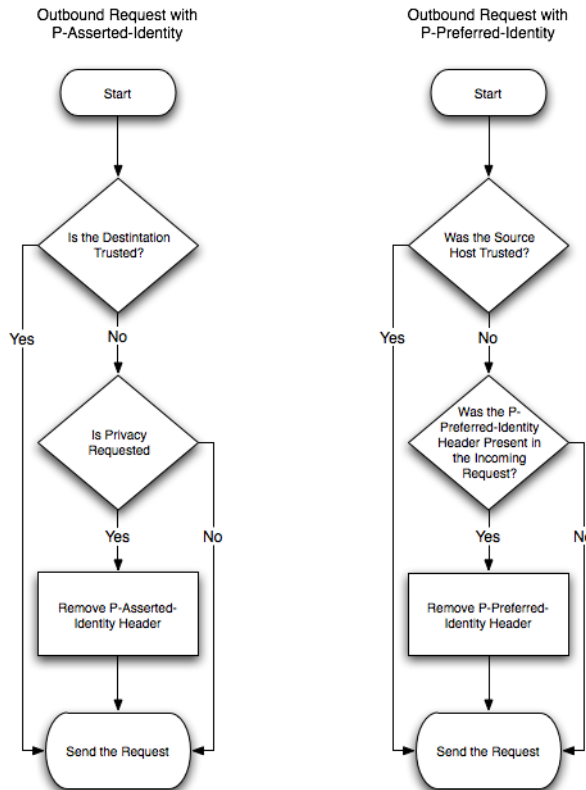 Outbound Request with
P-Asserted-Identity
Start
Is the Destintation
Trusted?
Yes
No
Is Privacy
Requested
Yes
No
Remove P-Asserted-
Identity Header
Send the Request
Outbound Request with
P-Preferred-Identity
Start
Was the Source
Host Trusted?
Yes
No
Was the P-
Preferred-Identity
Header Present in
the Incoming
Request?
Yes
No
Remove P-Preferred-
Identity Header
Send the Request